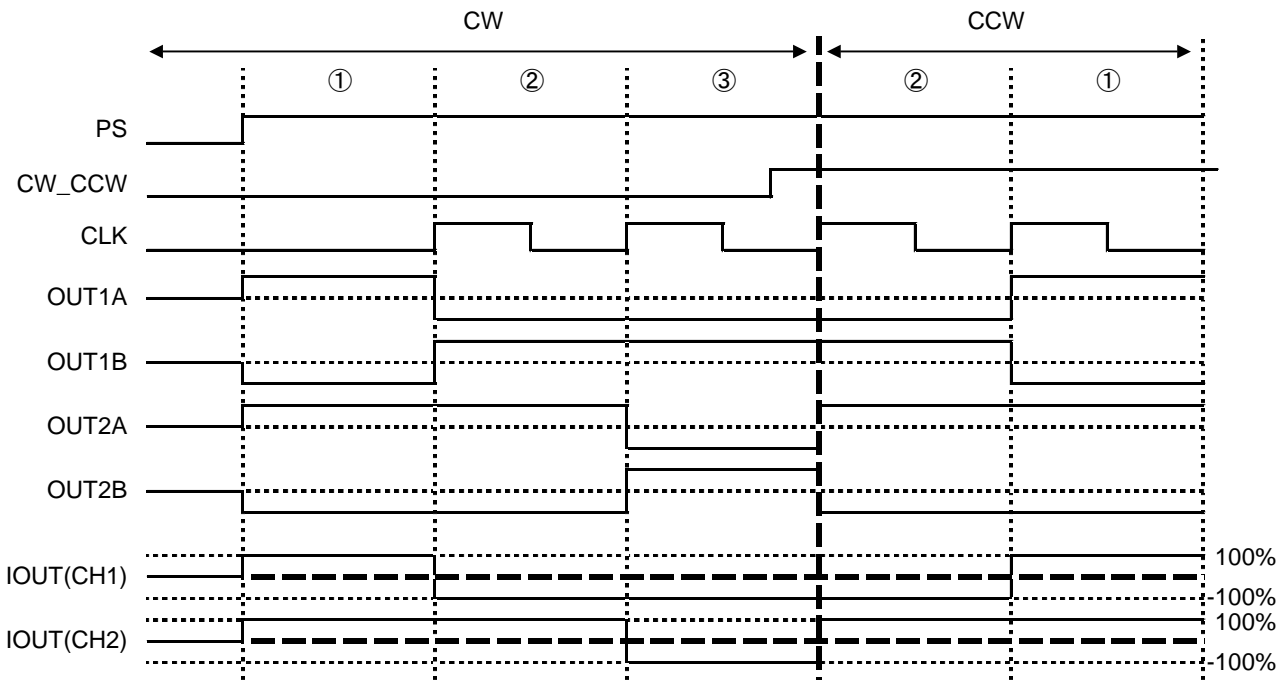 CW CCW
① ② ③ ② ①
PS
CW_CCW
CLK
OUT1A
OUT1B
OUT2A
OUT2B
IOUT(CH1) 100%
-100%
IOUT(CH2) 100%
-100%